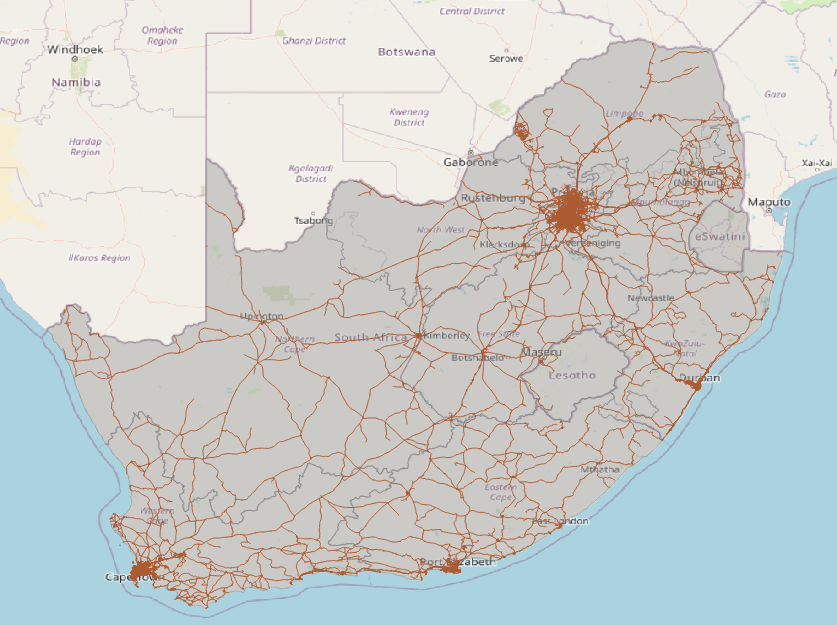 Central District
Omaheke
Region
Region
Ghanzi District
Windhoek
Botswana
Serowe
Namibia
Gaza
Kweneng
District
Limpopo
Hardap
Region
Gaborone
Xai-Xai
Kgalagadi
District
(Nelspruit)
Rustenburg
Maputo
Tsabong
North West
eSwatini
Klerksdorp
Vereeniging
ǁKaras Region
Newcastle
Upington
South Africa
Kimberley
Free State
Northern
Cape
KwaZulu-
Natal
Botshabelo
Maseru
Lesotho
Durban
Mthatha
Eastern
Cape
Western
Cape
East London
Port Elizabeth
Cape Town